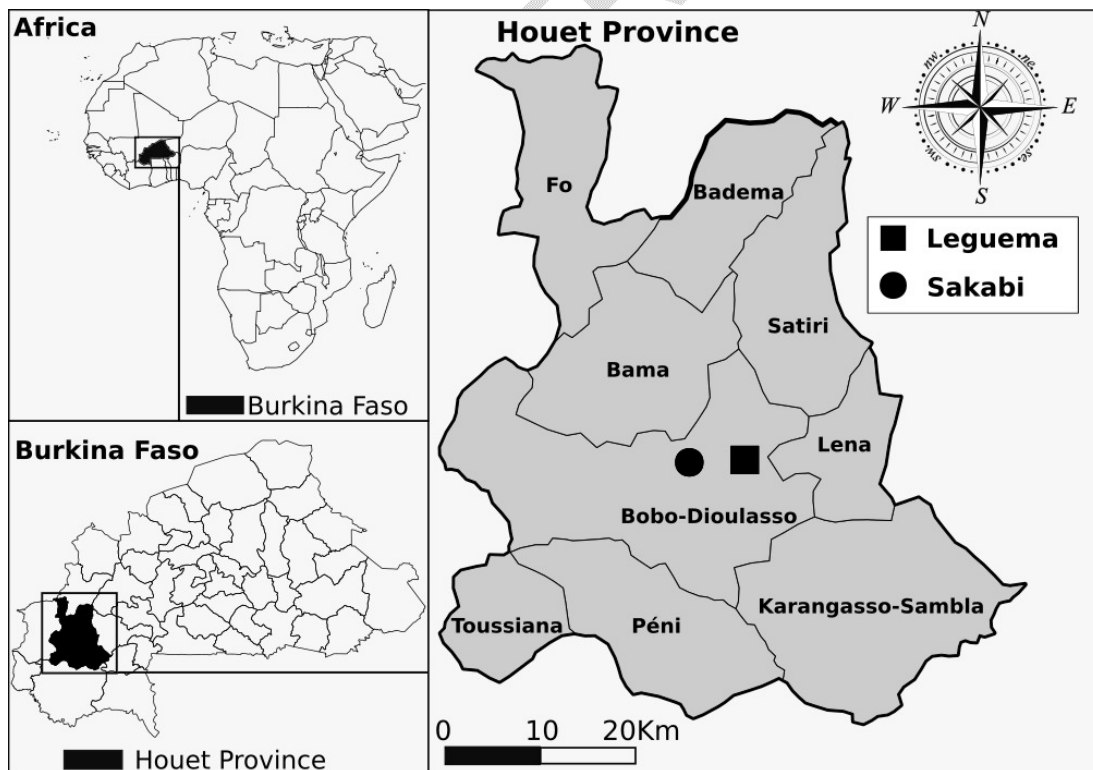 Africa
Burkina Faso
Burkina Faso
Houet Province
Houet Province
N
nw
ne
W
E
sw
se
S
Leguema
Sakabi
Fo
Badema
Satiri
Bama
Lena
Bobo-Dioulasso
Karangasso-Sambla
Toussiana
Péni
0 10 20Km